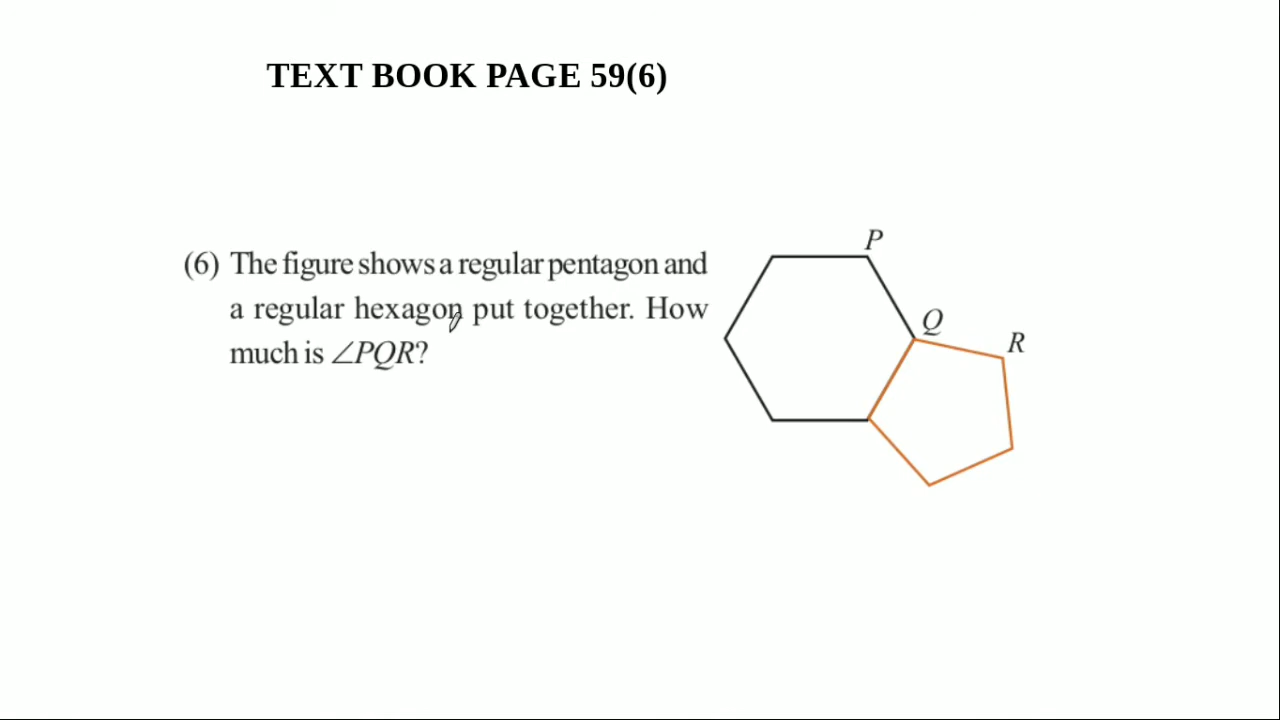 TEXT BOOK PAGE 59(6)
(6) The figure shows a regular pentagon and
a regular hexagon put together. How
much is ∠PQR?
P
Q
R